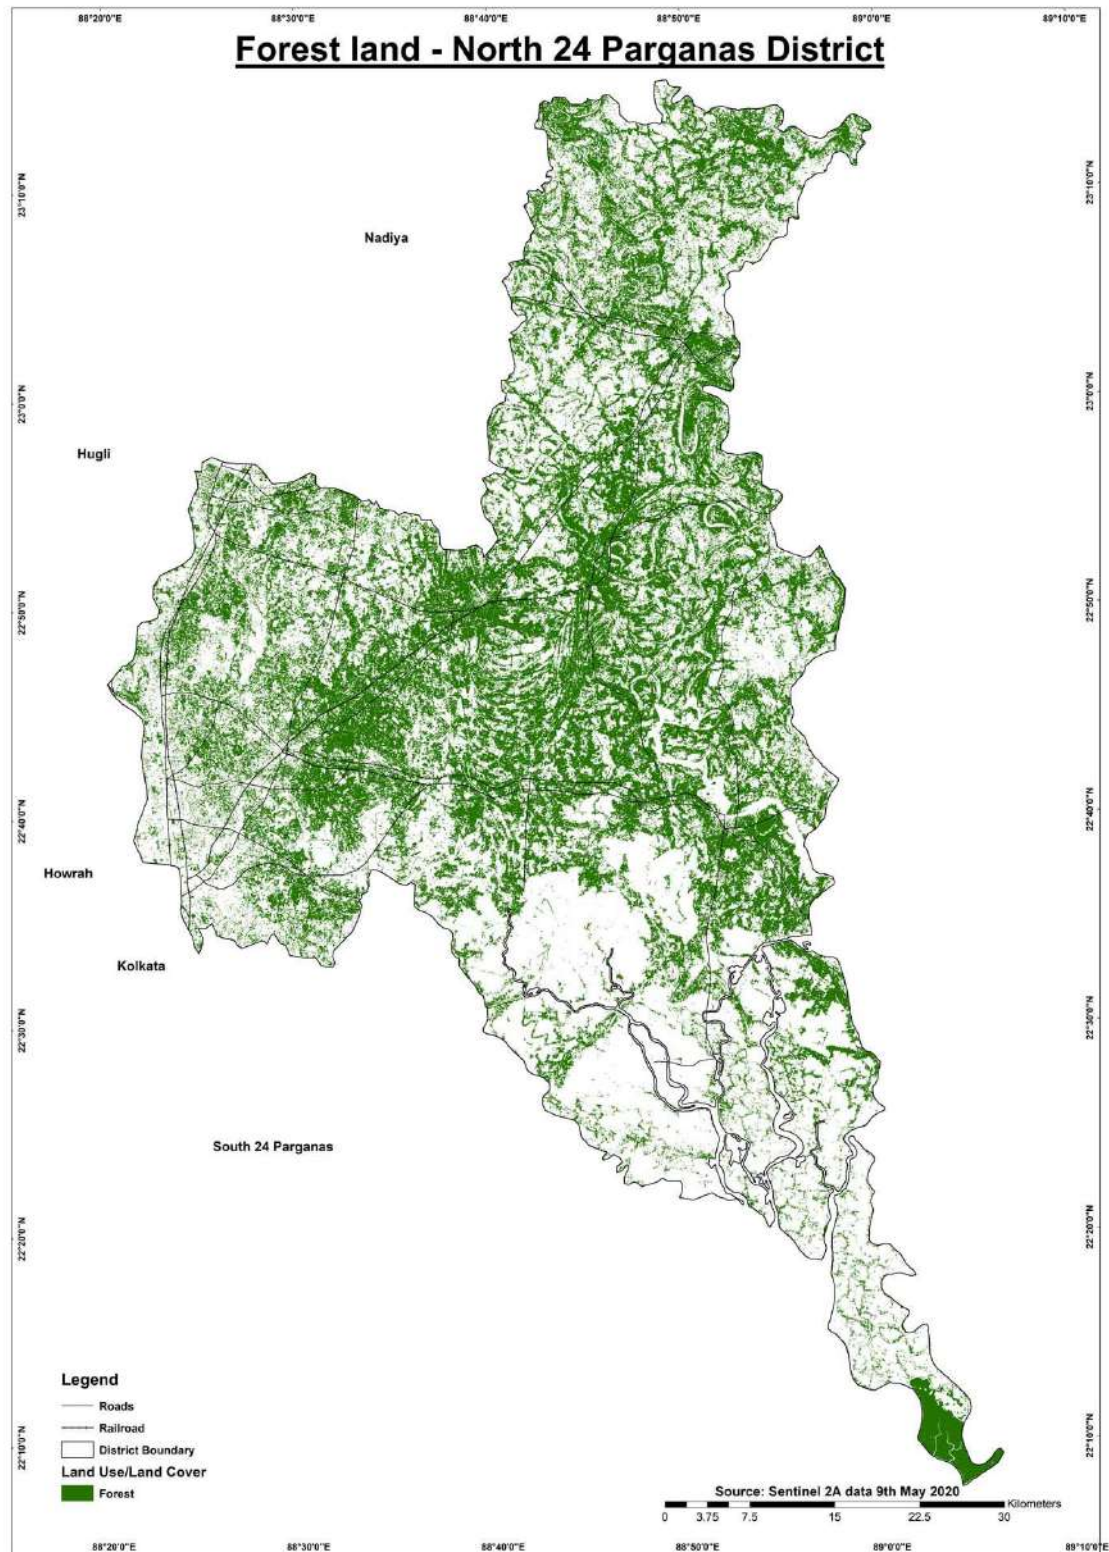 88°20'0"E 88°30'0"E 88°40'0"E 88°50'0"E 89°0'0"E 89°10'0"E
Forest land - North 24 Parganas District
23°10'0"N 23°10'0"N
Nadiya
23°0'0"N 23°0'0"N
Hugli
22°50'0"N 22°50'0"N
22°40'0"N 22°40'0"N
Howrah
Kolkata
22°30'0"N 22°30'0"N
South 24 Parganas
22°20'0"N 22°20'0"N
Legend
Roads
Railroad
District Boundary
22°10'0"N 22°10'0"N
Land Use/Land Cover
Forest
Source: Sentinel 2A data 9th May 2020
Kilometers
0 3.75 7.5 15 22.5 30
88°20'0"E 88°30'0"E 88°40'0"E 88°50'0"E 89°0'0"E 89°10'0"E